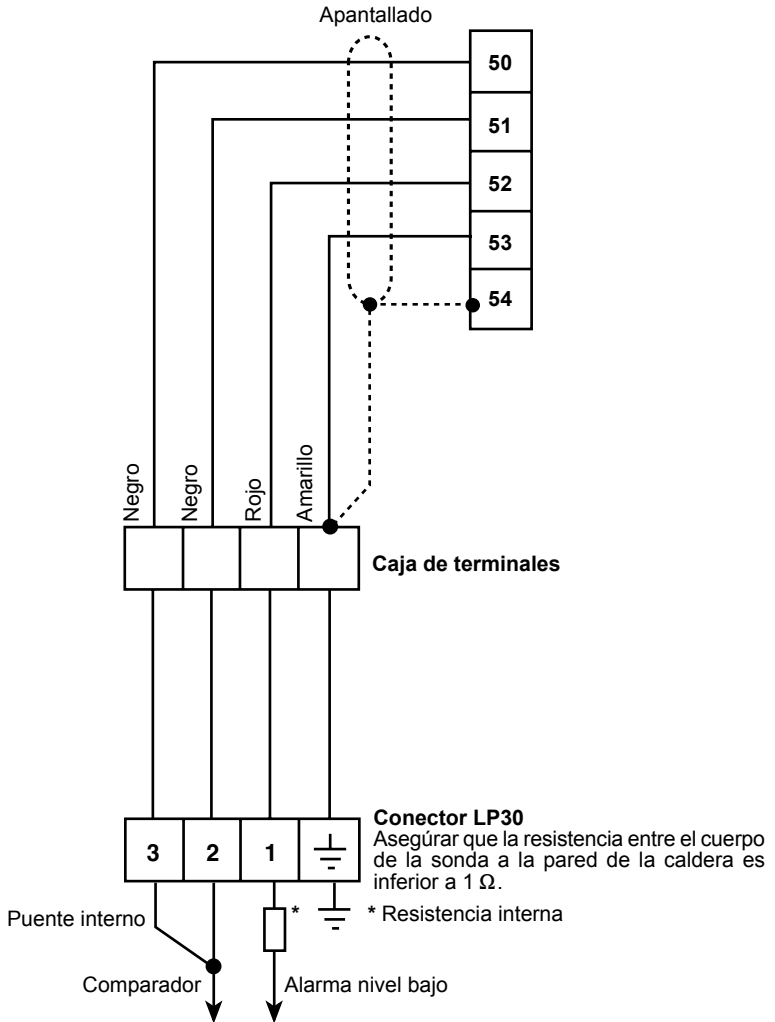 Apantallado
50
51
52
53
54
Negro
Negro
Rojo
Amarillo
Caja de terminales
Conector LP30
Asegúrar que la resistencia entre el cuerpo
de la sonda a la pared de la caldera es
inferior a 1 Ω.
3
2
1
Puente interno
*
* Resistencia interna
Comparador
Alarma nivel bajo